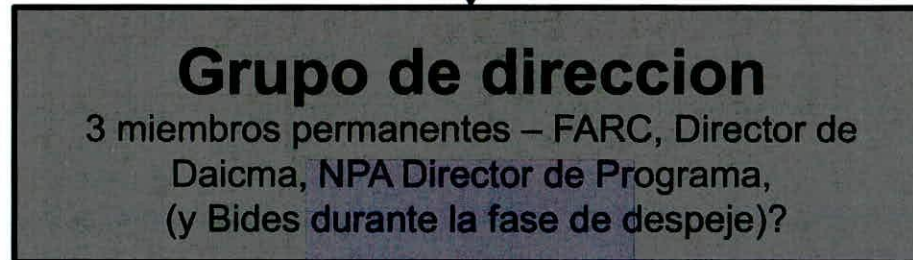 Grupo de direccion
3 miembros permanentes – FARC, Director de
Daicma, NPA Director de Programa,
(y Bides durante la fase de despeje)?